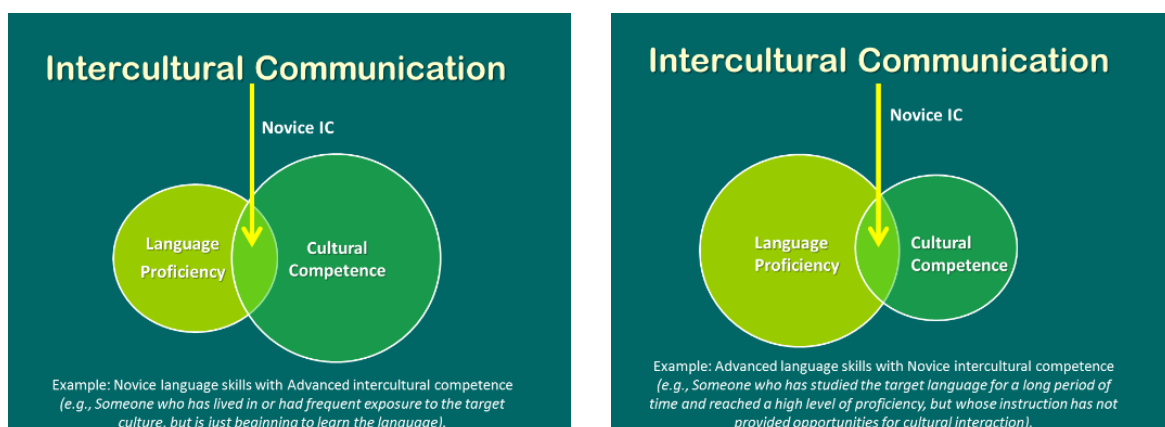 Intercultural Communication
Novice IC
Language
Proficiency
Cultural
Competence
Example: Novice language skills with Advanced intercultural competence
(e.g., Someone who has lived in or had frequent exposure to the target
culture, but is just beginning to learn the language).
Intercultural Communication
Novice IC
Language
Proficiency
Cultural
Competence
Example: Advanced language skills with Novice intercultural competence
(e.g., Someone who has studied the target language for a long period of
time and reached a high level of proficiency, but whose instruction has not
provided opportunities for cultural interaction).